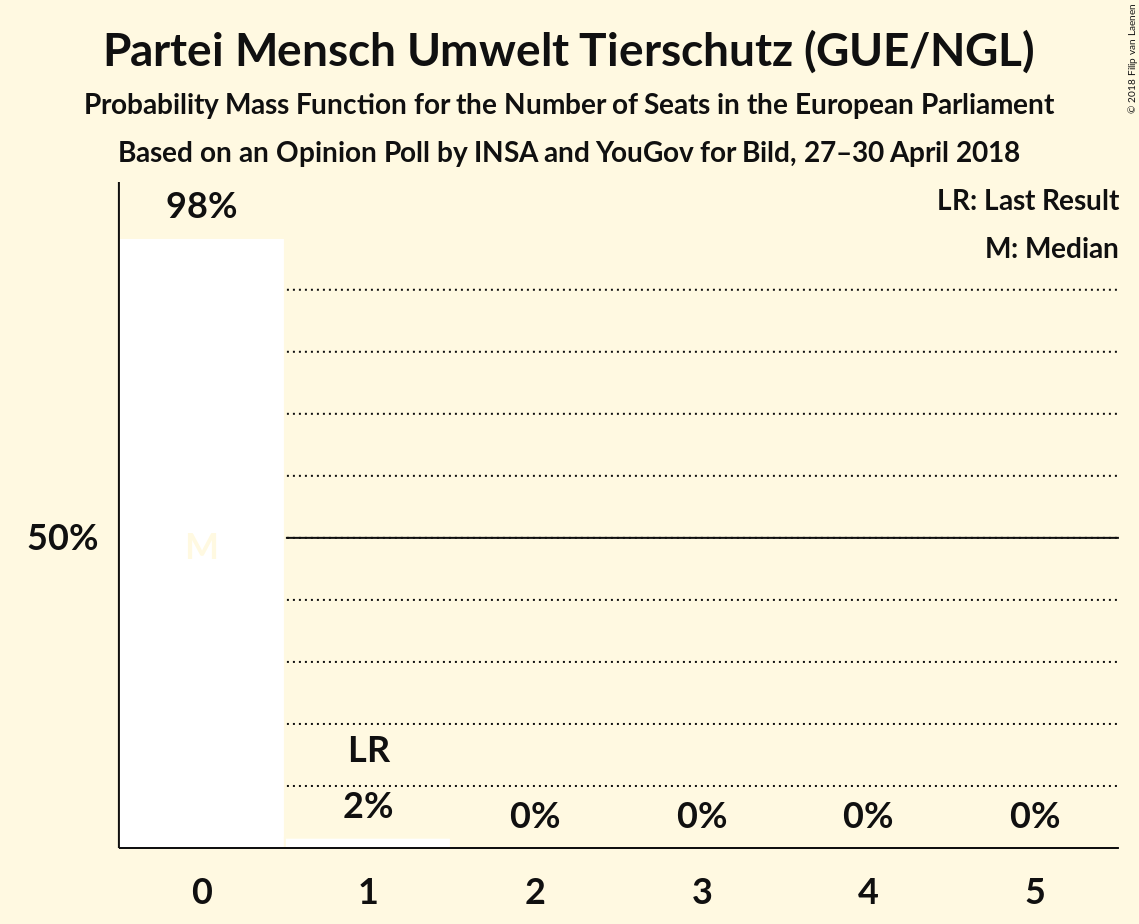 Partei Mensch Umwelt Tierschutz (GUE/NGL)
Probability Mass Function for the Number of Seats in the European Parliament
Based on an Opinion Poll by INSA and YouGov for Bild, 27–30 April 2018
© 2018 Filip van Laenen
LR: Last Result
M: Median
98%
50%
M
LR
2%
0%
0%
0%
0%
0
1
2
3
4
5